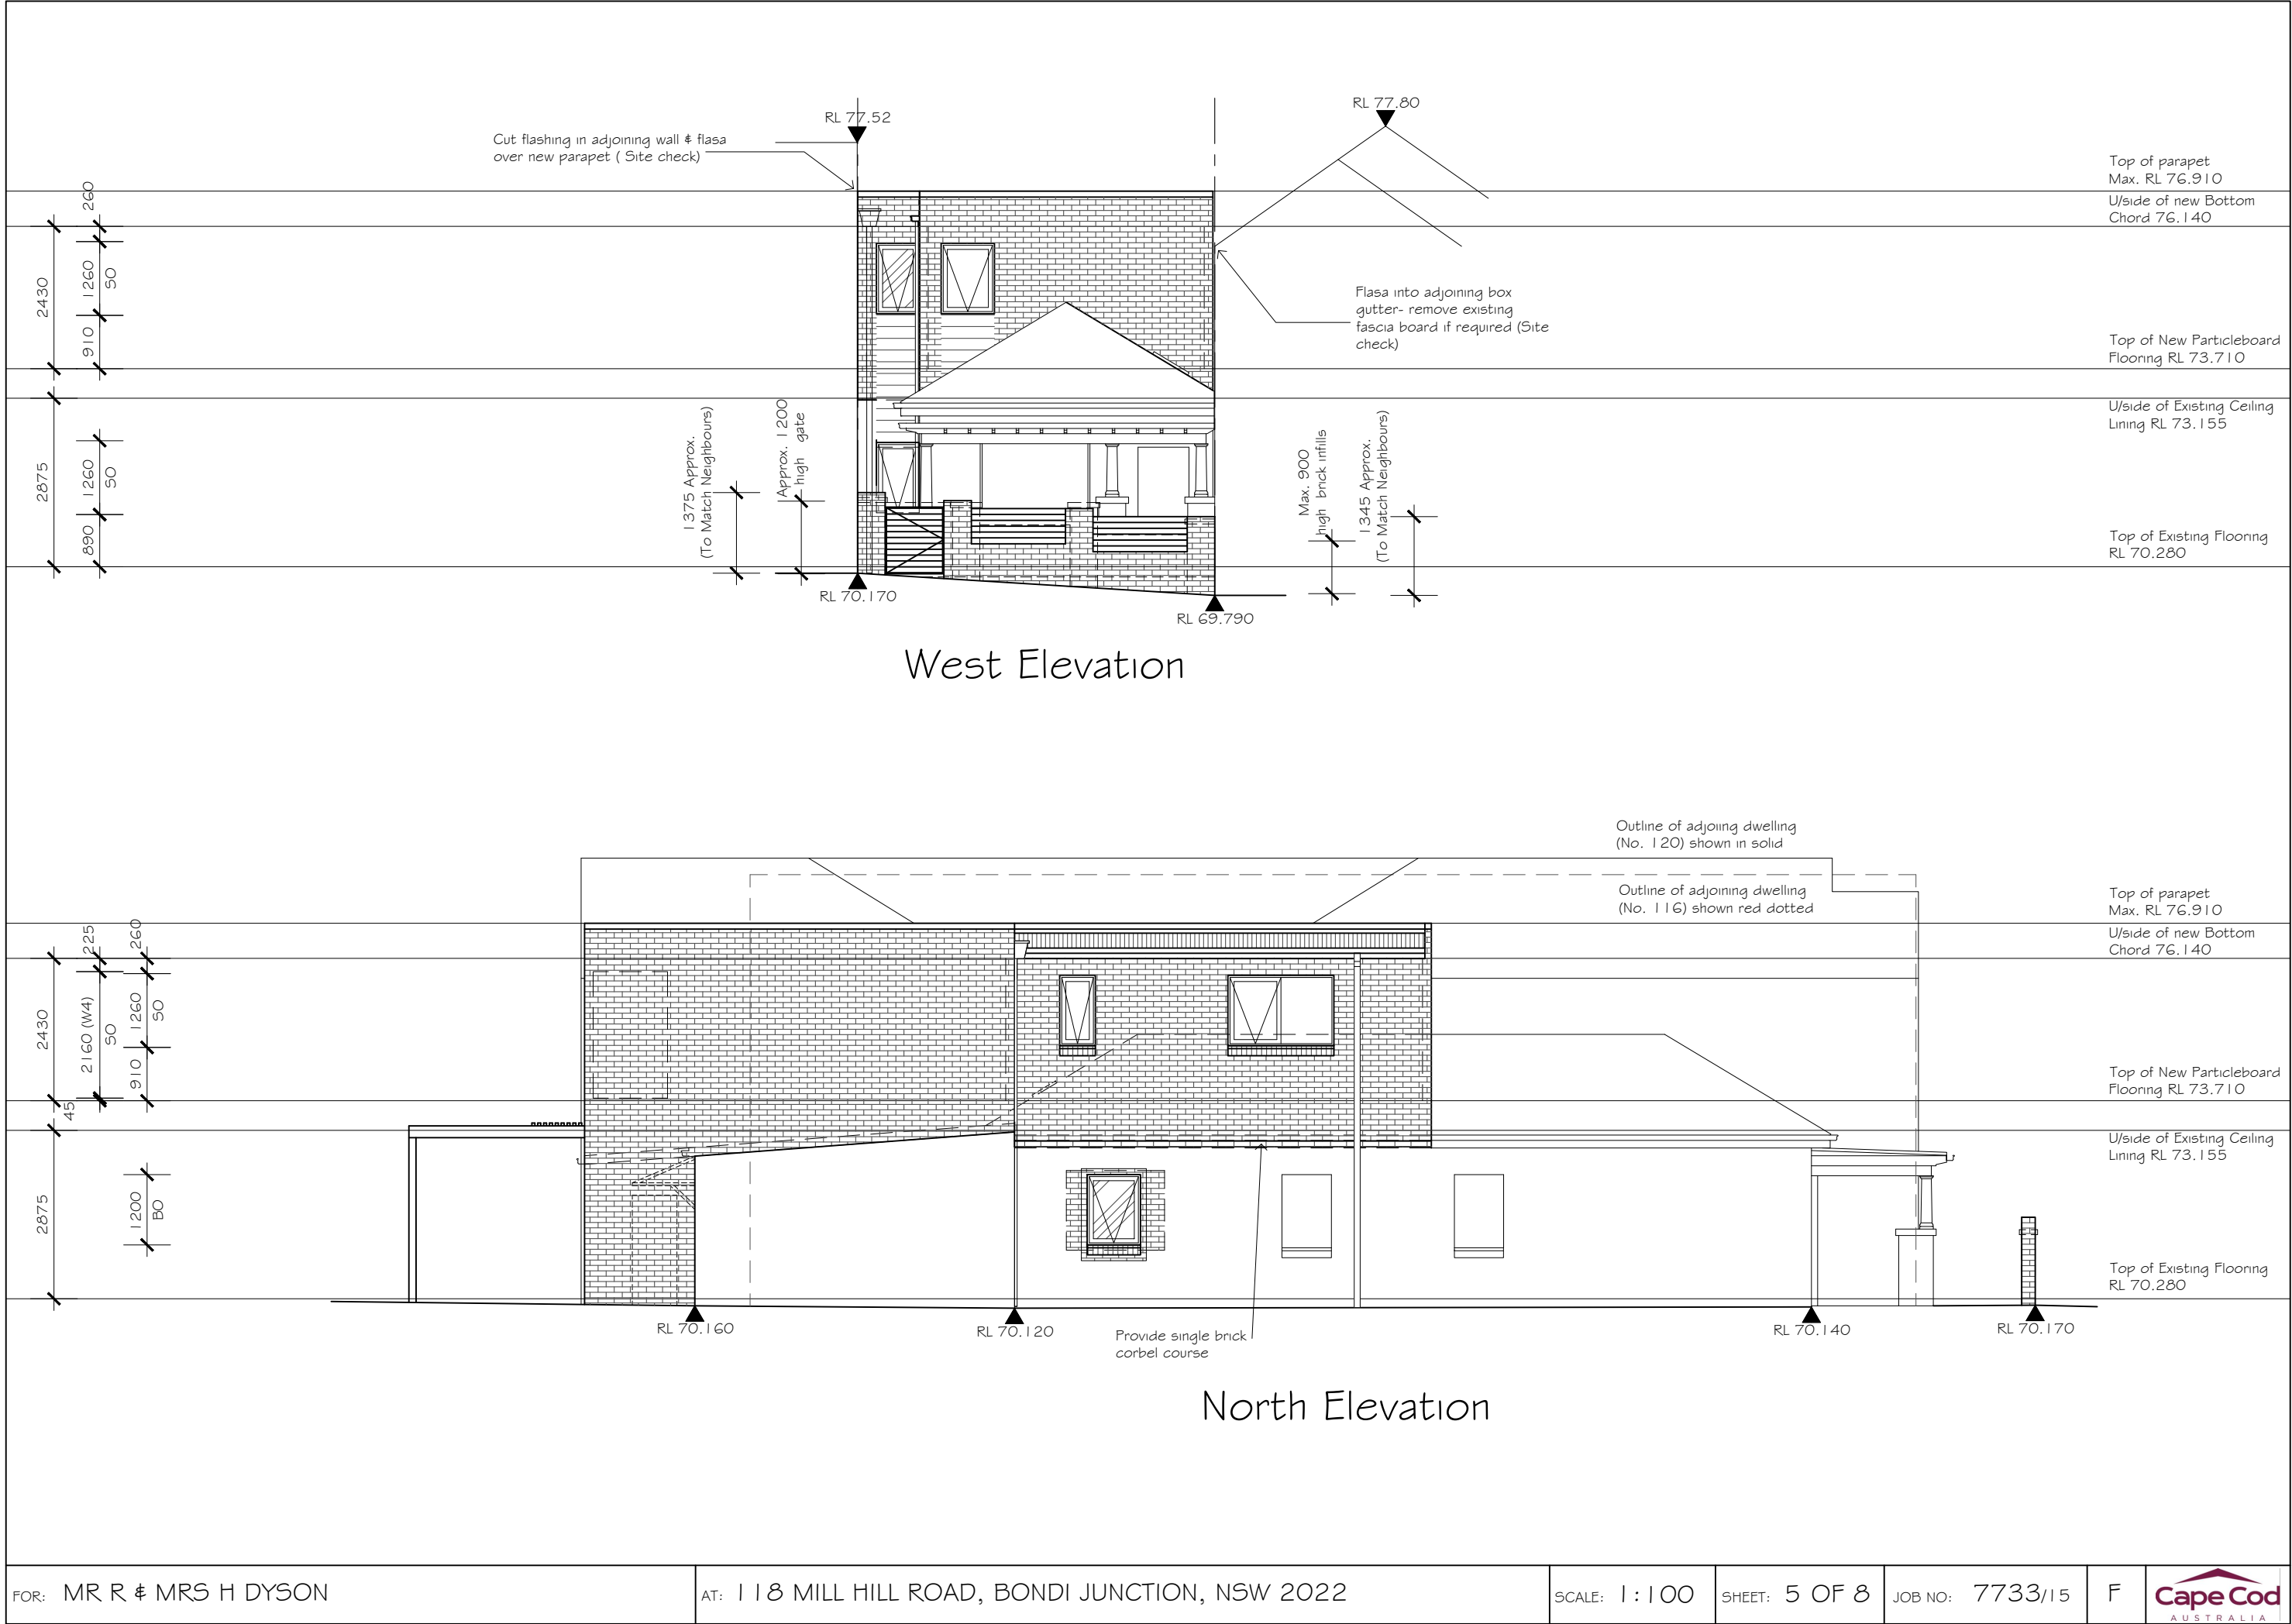 RL 77.52
RL 77.80
Cut flashing in adjoining wall & flasa
over new parapet ( Site check)
Top of parapet
Max. RL 76.910
U/side of new Bottom
Chord 76.140
260
2430
1260
SO
910
Flasa into adjoining box
gutter- remove existing
fascia board if required (Site
check)
Top of New Particleboard
Flooring RL 73.710
U/side of Existing Ceiling
Lining RL 73.155
2875
1260
SO
890
1375 Approx.
(To Match Neighbours)
Approx. 1200
high gate
Max. 900
high brick infills
1345 Approx.
(To Match Neighbours)
Top of Existing Flooring
RL 70.280
RL 70.170
RL 69.790
West Elevation
Outline of adjoing dwelling
(No. 120) shown in solid
Outline of adjoining dwelling
(No. 116) shown red dotted
Top of parapet
Max. RL 76.910
U/side of new Bottom
Chord 76.140
225
260
2430
2160 (W4)
SO
1260
SO
910
45
Top of New Particleboard
Flooring RL 73.710
U/side of Existing Ceiling
Lining RL 73.155
2875
1200
BO
Top of Existing Flooring
RL 70.280
RL 70.160
RL 70.120
Provide single brick
corbel course
RL 70.140
RL 70.170
North Elevation
FOR: MR R & MRS H DYSON
AT: 118 MILL HILL ROAD, BONDI JUNCTION, NSW 2022
SCALE: 1:100
SHEET: 5 OF 8
JOB NO: 7733/15
F
Cape Cod
AUSTRALIA